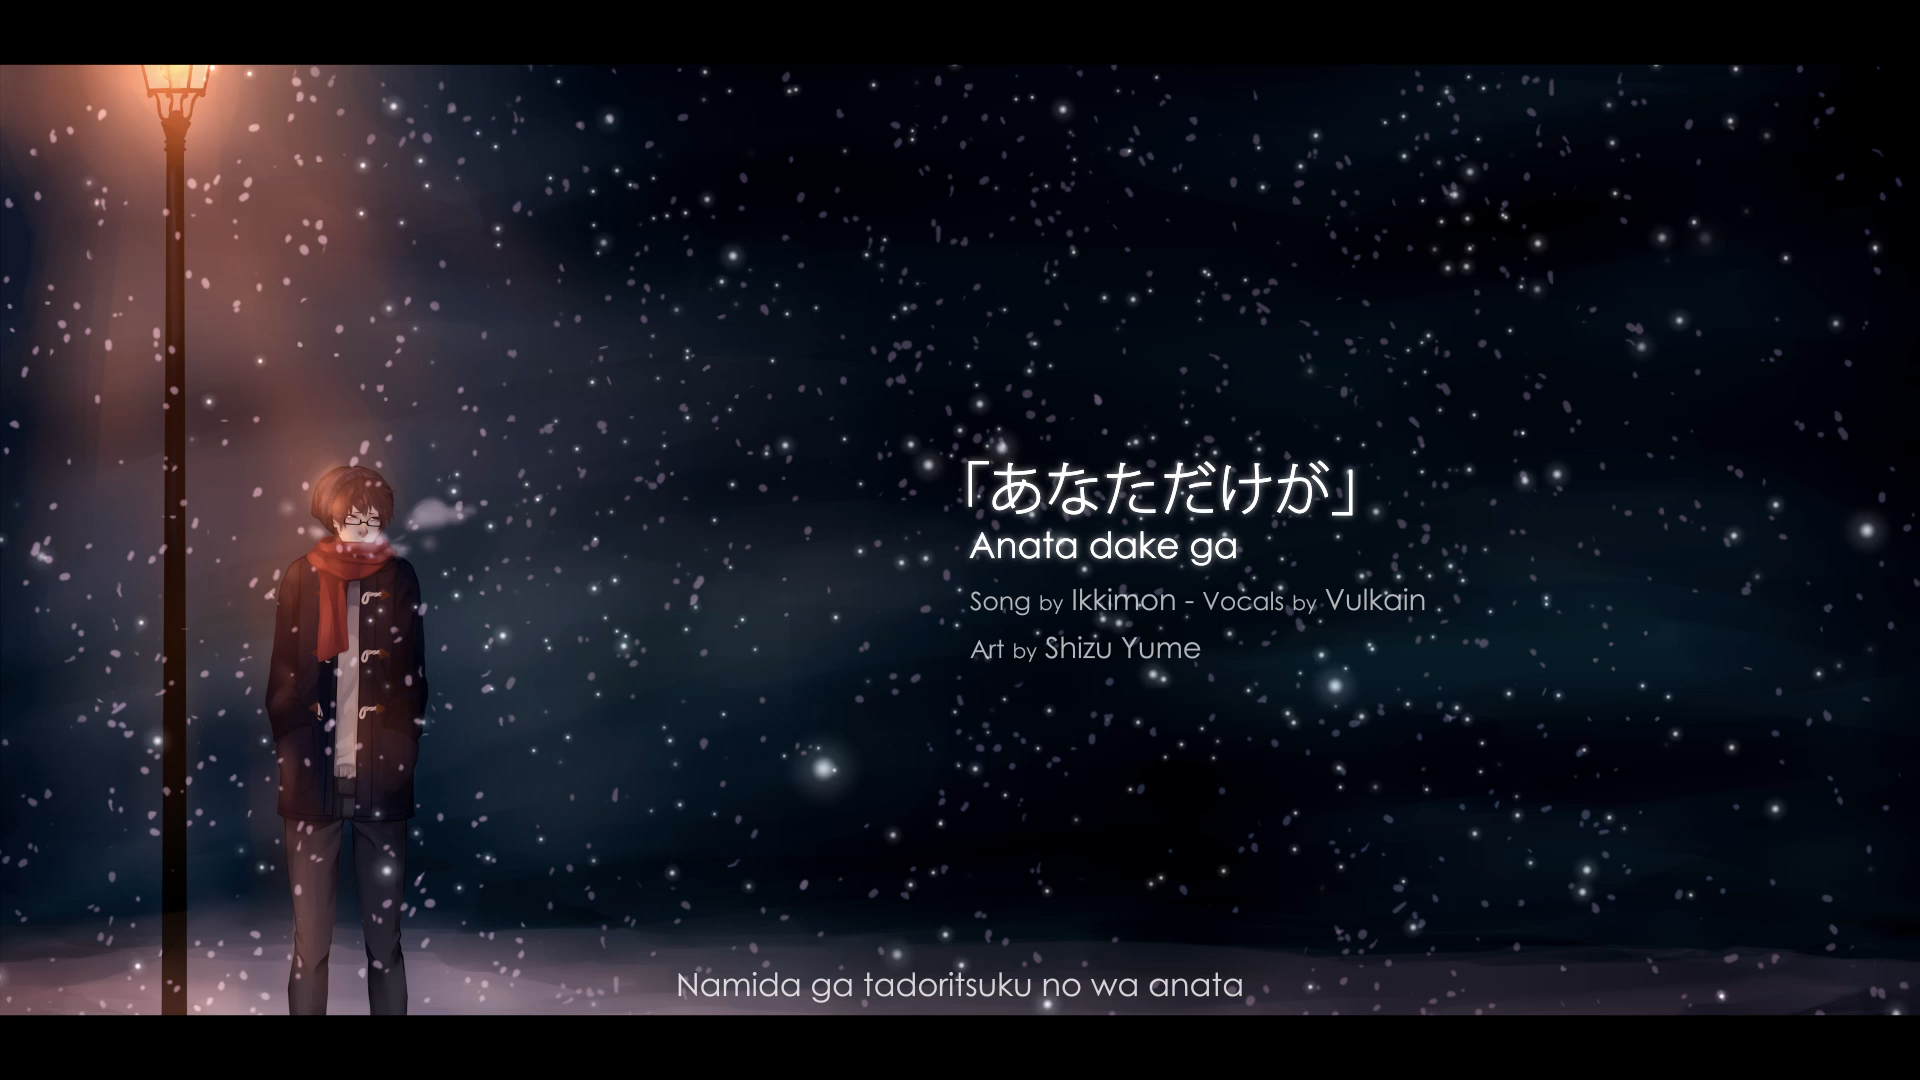 「あなただけが」
Anata dake ga
Song by Ikkimon - Vocals by Vulkain
Art by Shizu Yume
Namida ga tadoritsuku no wa anata